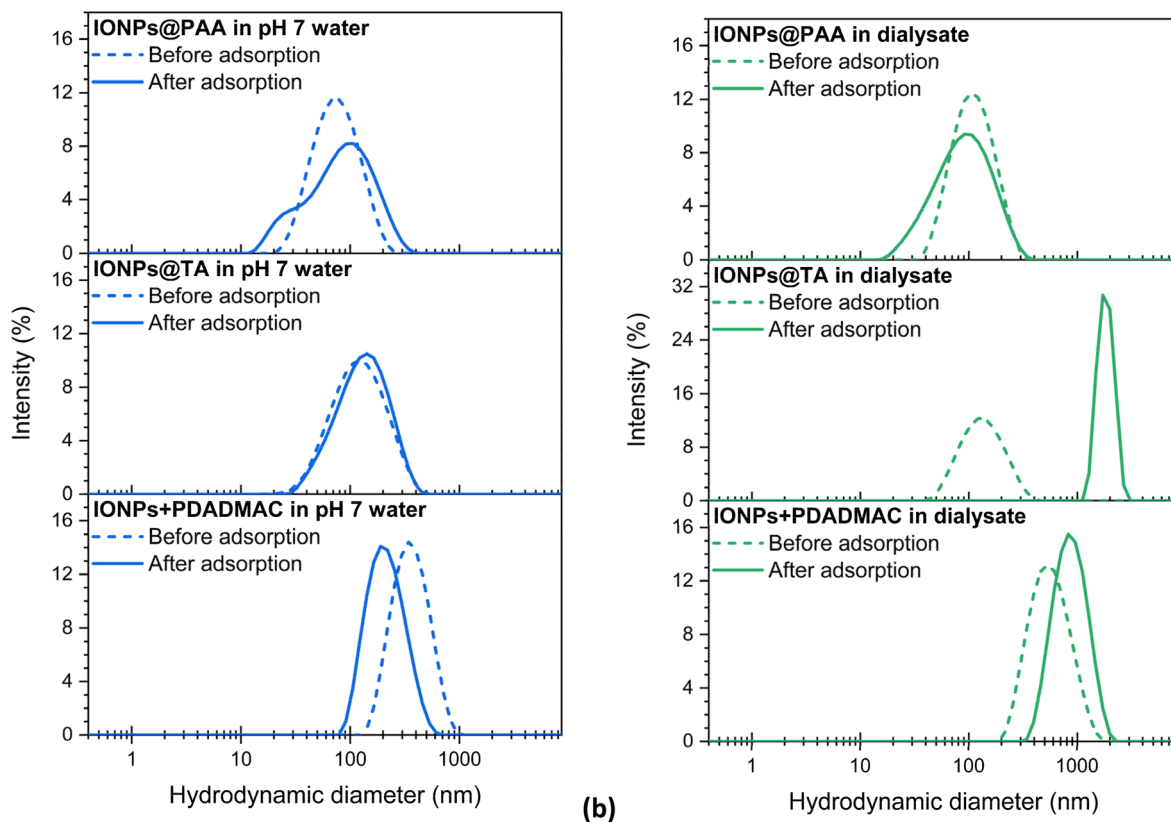 IONPs@PAA in pH 7 water
Before adsorption
After adsorption
16
12
8
4
0
IONPs@TA in pH 7 water
Before adsorption
After adsorption
16
12
8
4
0
IONPs+PDADMAC in pH 7 water
Before adsorption
After adsorption
16
12
8
4
0
Intensity (%)
1 10 100 1000
Hydrodynamic diameter (nm)
(b)
IONPs@PAA in dialysate
Before adsorption
After adsorption
16
12
8
4
0
IONPs@TA in dialysate
Before adsorption
After adsorption
32
24
16
8
0
IONPs+PDADMAC in dialysate
Before adsorption
After adsorption
16
12
8
4
0
Intensity (%)
1 10 100 1000
Hydrodynamic diameter (nm)